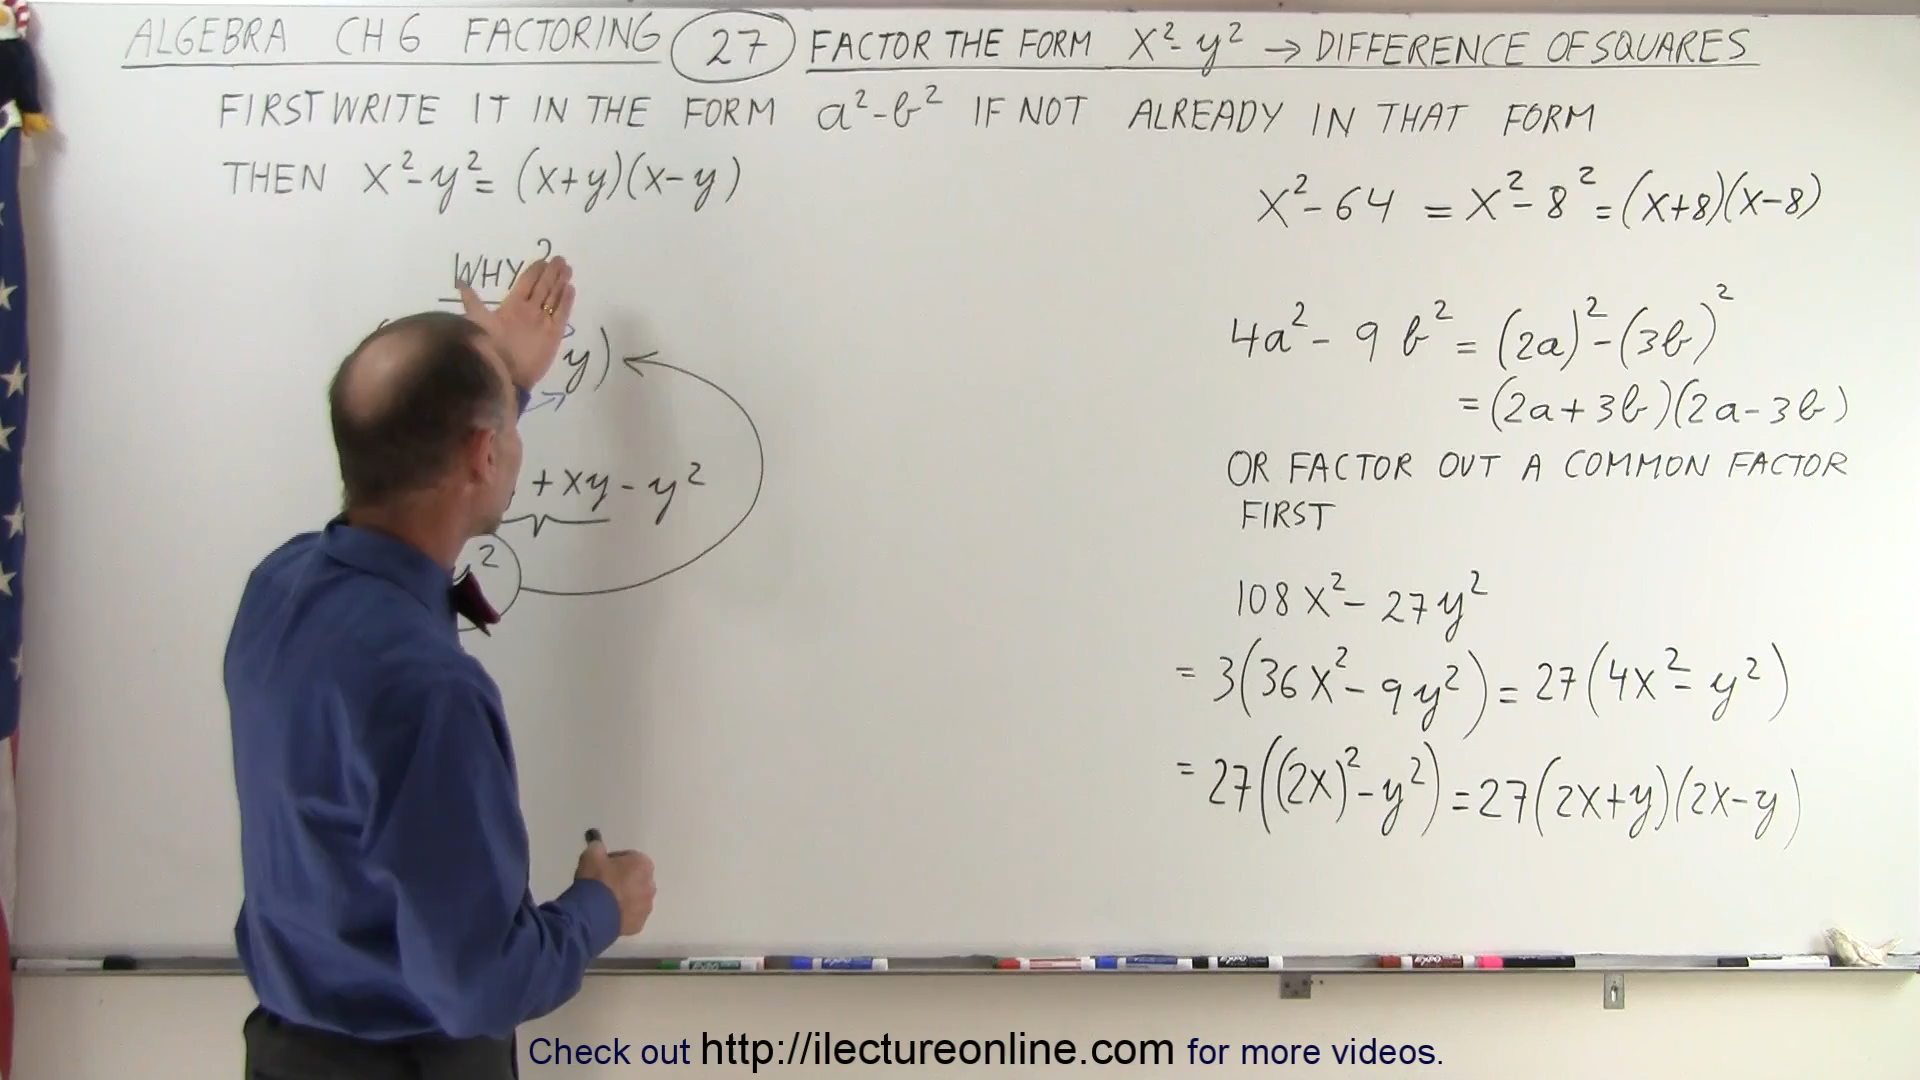 ALGEBRA CH 6 FACTORING 27 FACTOR THE FORM X² - y² → DIFFERENCE OF SQUARES
FIRST WRITE IT IN THE FORM a² - b² IF NOT ALREADY IN THAT FORM
THEN X² - y² = (x+y)(x-y)
WHY?
y)
+ xy - y²
y²
X² - 64 = X² - 8² = (x+8)(x-8)
4a² - 9b² = (2a)² - (3b)²
= (2a + 3b)(2a - 3b)
OR FACTOR OUT A COMMON FACTOR
FIRST
108x² - 27y²
= 3(36x² - 9y²) = 27(4x² - y²)
= 27((2x)² - y²) = 27(2x+y)(2x-y)
Check out http://ilectureonline.com for more videos.